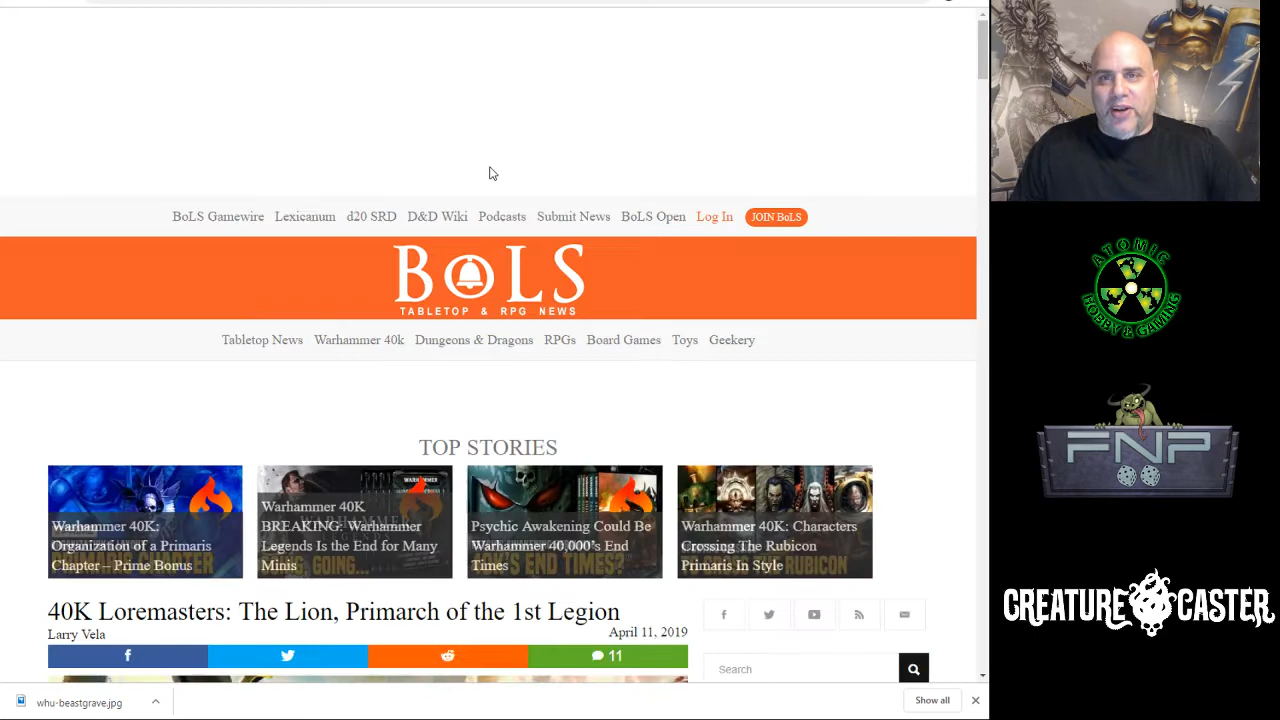 BoLS Gamewire Lexicanum d20 SRD D&D Wiki Podcasts Submit News BoLS Open Log In JOIN BoLS
BoLS
TABLETOP & RPG NEWS
Tabletop News Warhammer 40k Dungeons & Dragons RPGs Board Games Toys Geekery
TOP STORIES
Warhammer 40K:
Organization of a Primaris
Chapter – Prime Bonus
Warhammer 40K
BREAKING: Warhammer
Legends Is the End for Many
Minis
Psychic Awakening Could Be
Warhammer 40,000's End
Times
Warhammer 40K: Characters
Crossing The Rubicon
Primaris In Style
40K Loremasters: The Lion, Primarch of the 1st Legion
Larry Vela
April 11, 2019
11
Search
whu-beastgrave.jpg
Show all
ATOMIC
HOBBY & GAMING
FNP
CREATURE CASTER